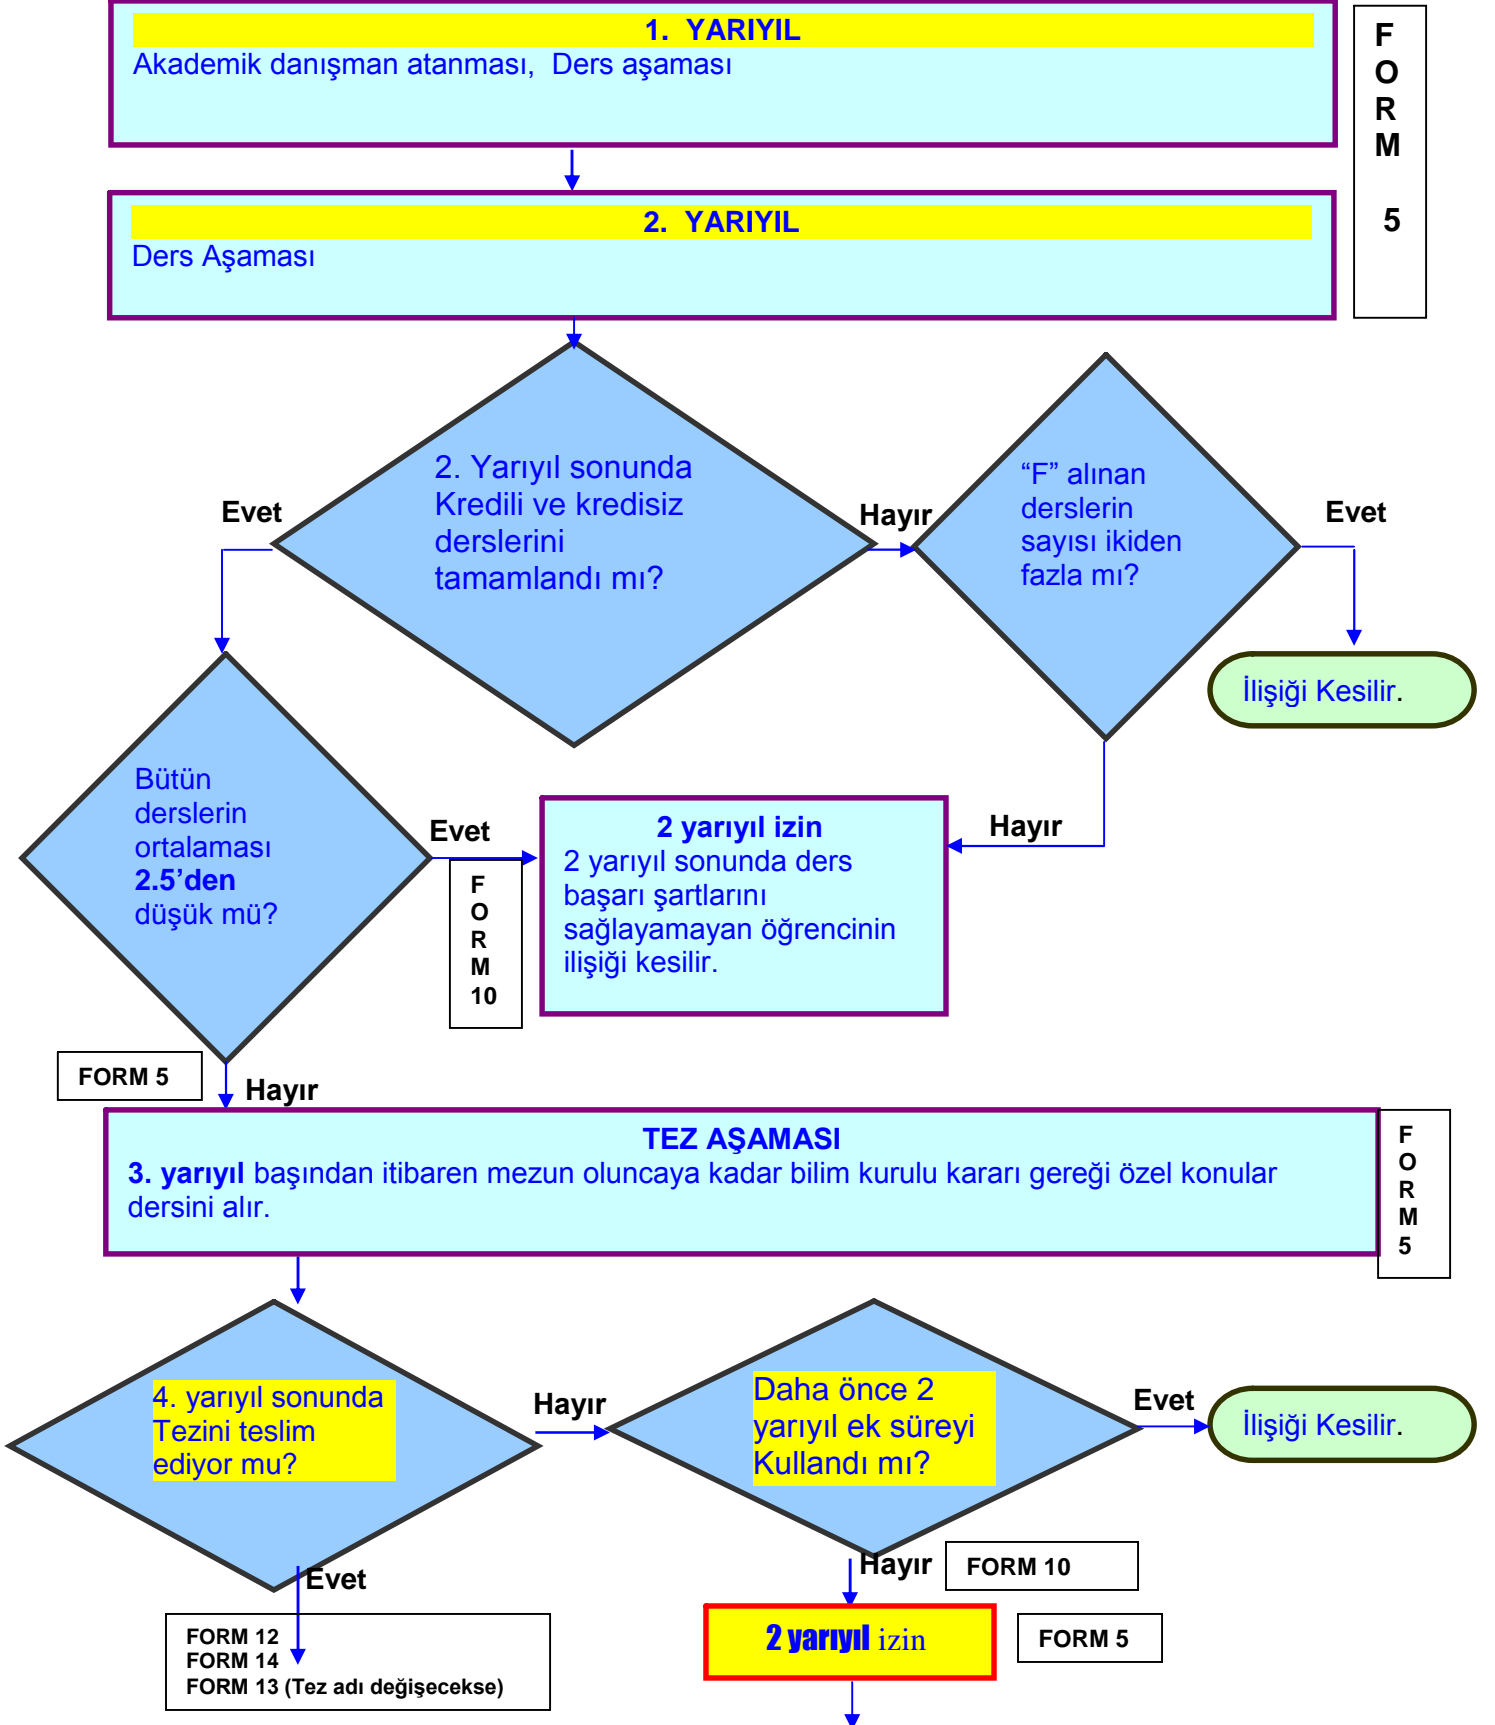 1. YARIYIL
Akademik danışman atanması, Ders aşaması
F
O
R
M
5
2. YARIYIL
Ders Aşaması
2. Yarıyıl sonunda
Kredili ve kredisiz
derslerini
tamamlandı mı?
Evet
Hayır
“F” alınan
derslerin
sayısı ikiden
fazla mı?
Evet
İlişiği Kesilir.
Bütün
derslerin
ortalaması
2.5’den
düşük mü?
Evet
F
O
R
M
10
2 yarıyıl izin
2 yarıyıl sonunda ders
başarı şartlarını
sağlayamayan öğrencinin
ilişiği kesilir.
Hayır
FORM 5
Hayır
TEZ AŞAMASI
3. yarıyıl başından itibaren mezun oluncaya kadar bilim kurulu kararı gereği özel konular
dersini alır.
F
O
R
M
5
4. yarıyıl sonunda
Tezini teslim
ediyor mu?
Hayır
Daha önce 2
yarıyıl ek süreyi
Kullandı mı?
Evet
İlişiği Kesilir.
Evet
Hayır
FORM 10
FORM 12
FORM 14
FORM 13 (Tez adı değişecekse)
2 yarıyıl izin
FORM 5